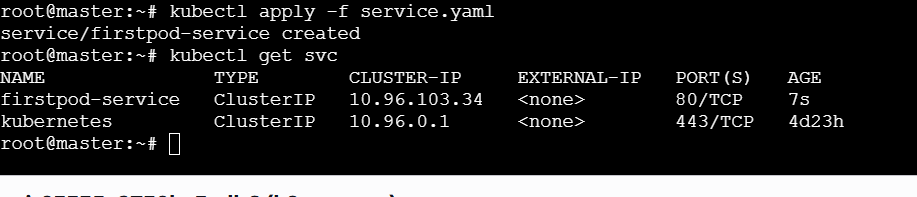 root@master:~# kubectl apply -f service.yaml
service/firstpod-service created
root@master:~# kubectl get svc
NAME TYPE CLUSTER-IP EXTERNAL-IP PORT(S) AGE
firstpod-service ClusterIP 10.96.103.34 <none> 80/TCP 7s
kubernetes ClusterIP 10.96.0.1 <none> 443/TCP 4d23h
root@master:~#